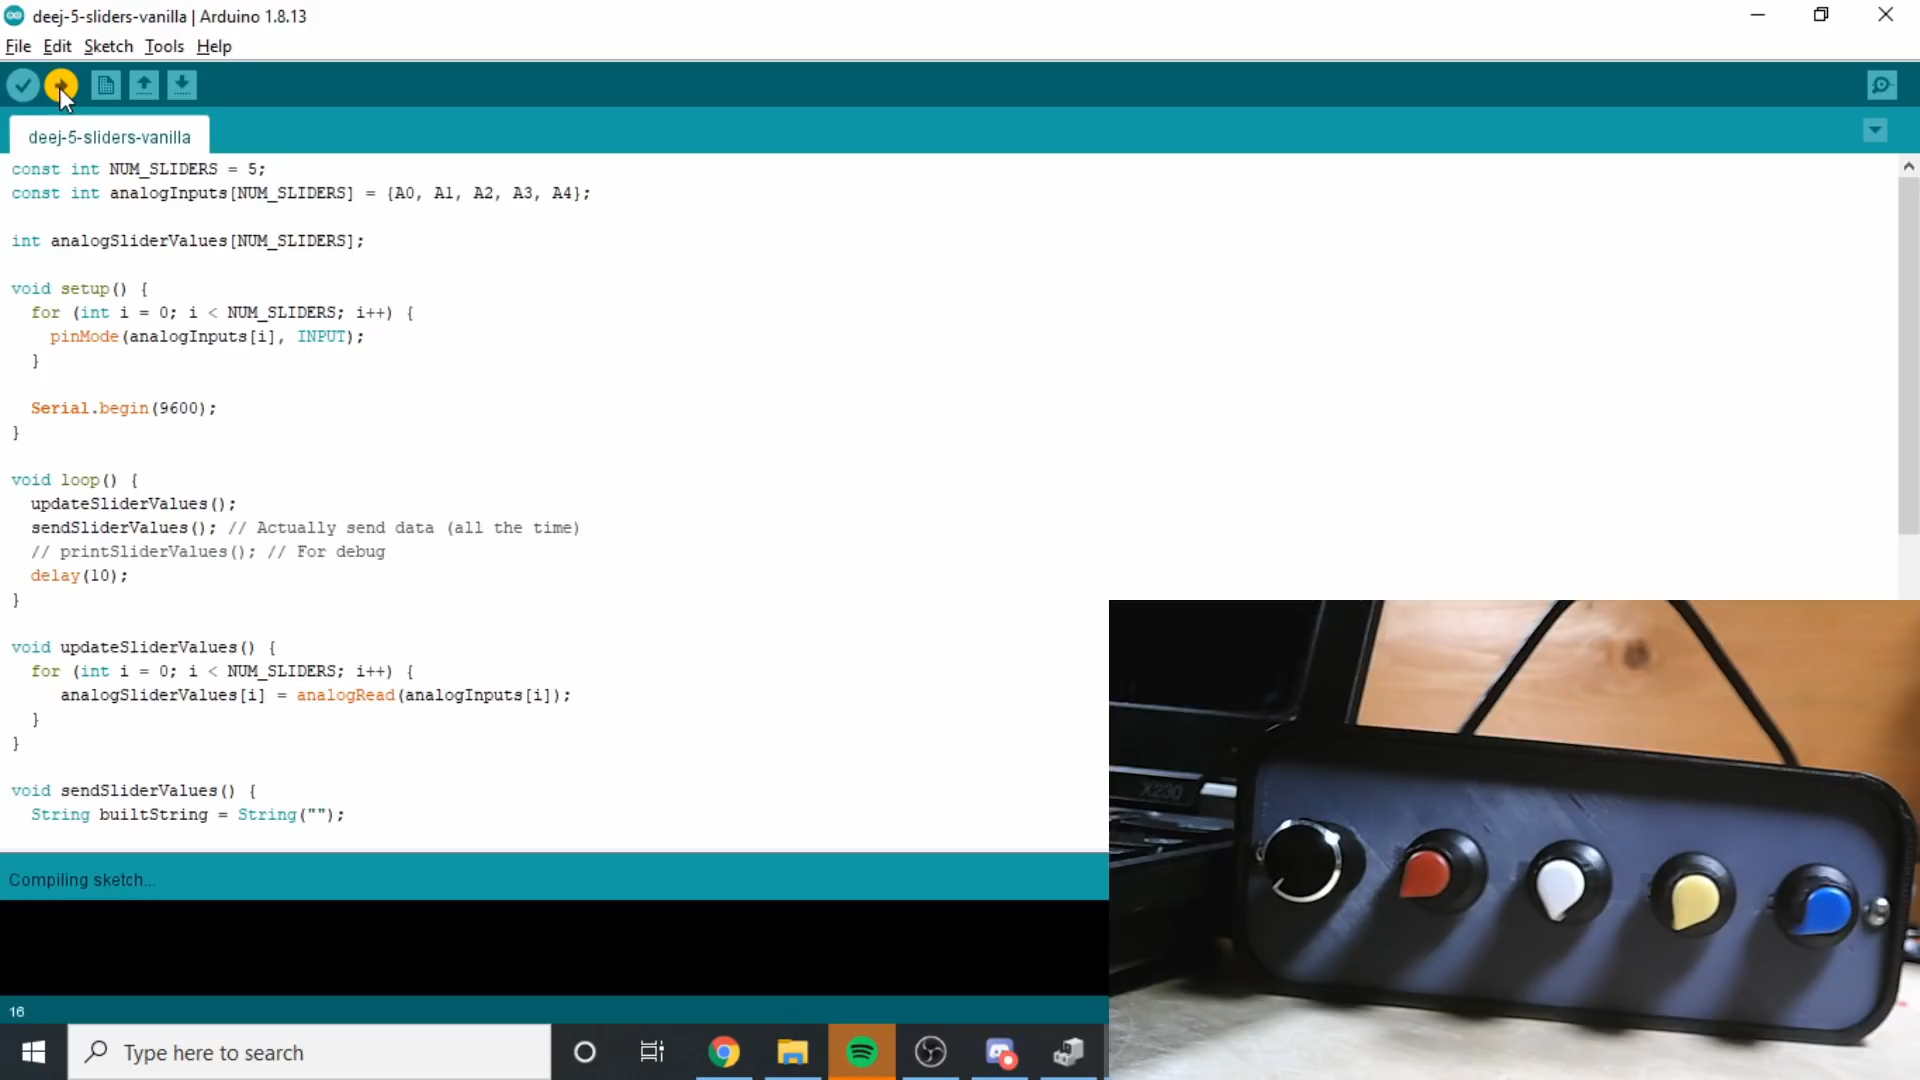 deej-5-sliders-vanilla | Arduino 1.8.13
File Edit Sketch Tools Help
deej-5-sliders-vanilla
const int NUM_SLIDERS = 5;
const int analogInputs[NUM_SLIDERS] = {A0, A1, A2, A3, A4};
int analogSliderValues[NUM_SLIDERS];
void setup() {
for (int i = 0; i < NUM_SLIDERS; i++) {
pinMode(analogInputs[i], INPUT);
}
Serial.begin(9600);
}
void loop() {
updateSliderValues();
sendSliderValues(); // Actually send data (all the time)
// printSliderValues(); // For debug
delay(10);
}
void updateSliderValues() {
for (int i = 0; i < NUM_SLIDERS; i++) {
analogSliderValues[i] = analogRead(analogInputs[i]);
}
}
void sendSliderValues() {
String builtString = String("");
X230
Compiling sketch...
16
Type here to search